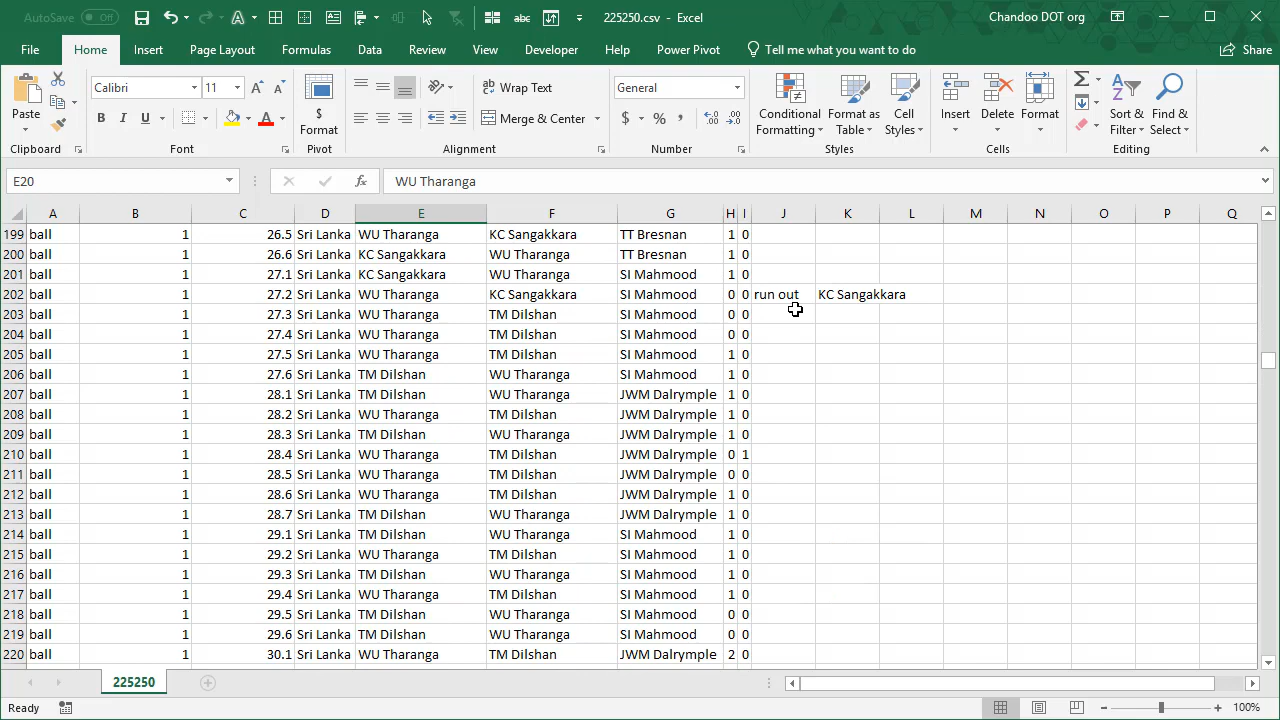 AutoSave Off 225250.csv - Excel Chandoo DOT org
File Home Insert Page Layout Formulas Data Review View Developer Help Power Pivot Tell me what you want to do Share
Calibri 11 Wrap Text General
Paste B I U $ Format Merge & Center $ % , Conditional Formatting Format as Table Cell Styles Insert Delete Format Sort & Filter Find & Select
Clipboard Font Pivot Alignment Number Styles Cells Editing
E20 fx WU Tharanga
A B C D E F G H I J K L M N O P Q
199 ball 1 26.5 Sri Lanka WU Tharanga KC Sangakkara TT Bresnan 1 0
200 ball 1 26.6 Sri Lanka KC Sangakkara WU Tharanga TT Bresnan 1 0
201 ball 1 27.1 Sri Lanka KC Sangakkara WU Tharanga SI Mahmood 1 0
202 ball 1 27.2 Sri Lanka WU Tharanga KC Sangakkara SI Mahmood 0 0 run out KC Sangakkara
203 ball 1 27.3 Sri Lanka WU Tharanga TM Dilshan SI Mahmood 0 0
204 ball 1 27.4 Sri Lanka WU Tharanga TM Dilshan SI Mahmood 0 0
205 ball 1 27.5 Sri Lanka WU Tharanga TM Dilshan SI Mahmood 1 0
206 ball 1 27.6 Sri Lanka TM Dilshan WU Tharanga SI Mahmood 1 0
207 ball 1 28.1 Sri Lanka TM Dilshan WU Tharanga JWM Dalrymple 1 0
208 ball 1 28.2 Sri Lanka WU Tharanga TM Dilshan JWM Dalrymple 1 0
209 ball 1 28.3 Sri Lanka TM Dilshan WU Tharanga JWM Dalrymple 1 0
210 ball 1 28.4 Sri Lanka WU Tharanga TM Dilshan JWM Dalrymple 0 1
211 ball 1 28.5 Sri Lanka WU Tharanga TM Dilshan JWM Dalrymple 0 0
212 ball 1 28.6 Sri Lanka WU Tharanga TM Dilshan JWM Dalrymple 1 0
213 ball 1 28.7 Sri Lanka TM Dilshan WU Tharanga JWM Dalrymple 1 0
214 ball 1 29.1 Sri Lanka TM Dilshan WU Tharanga SI Mahmood 1 0
215 ball 1 29.2 Sri Lanka WU Tharanga TM Dilshan SI Mahmood 1 0
216 ball 1 29.3 Sri Lanka TM Dilshan WU Tharanga SI Mahmood 1 0
217 ball 1 29.4 Sri Lanka WU Tharanga TM Dilshan SI Mahmood 1 0
218 ball 1 29.5 Sri Lanka TM Dilshan WU Tharanga SI Mahmood 0 0
219 ball 1 29.6 Sri Lanka TM Dilshan WU Tharanga SI Mahmood 0 0
220 ball 1 30.1 Sri Lanka WU Tharanga TM Dilshan JWM Dalrymple 2 0
225250
Ready 100%